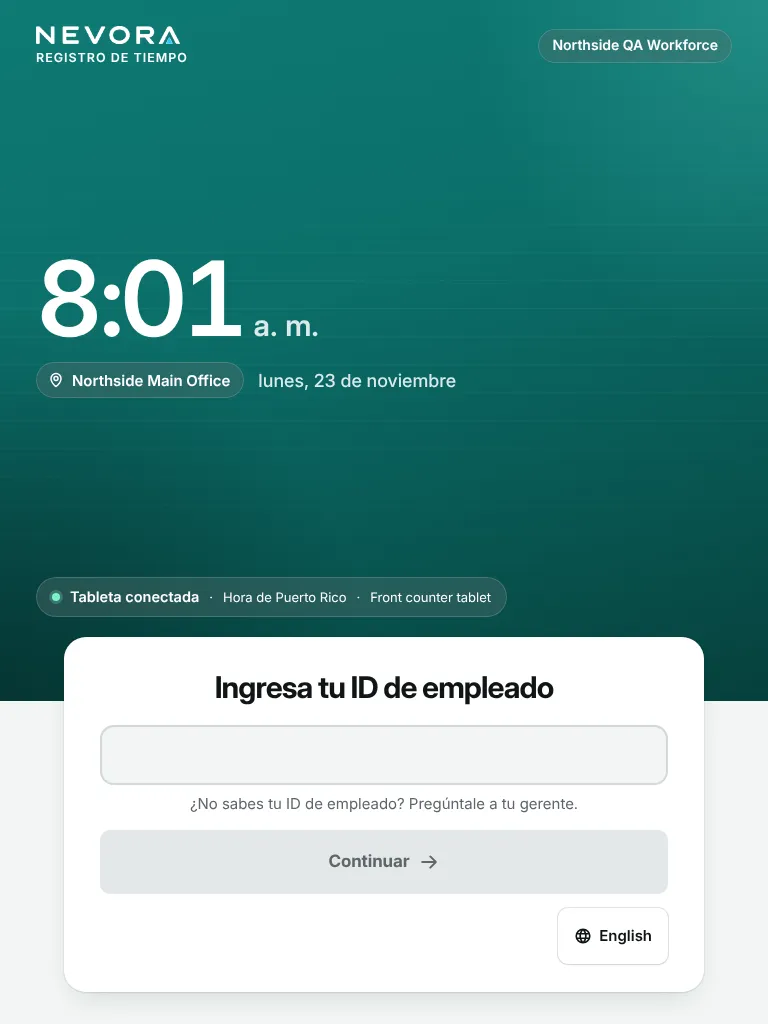 NEVORA
REGISTRO DE TIEMPO
Northside QA Workforce
8:01 a. m.
Northside Main Office
lunes, 23 de noviembre
Tableta conectada · Hora de Puerto Rico · Front counter tablet
Ingresa tu ID de empleado
¿No sabes tu ID de empleado? Pregúntale a tu gerente.
Continuar →
English